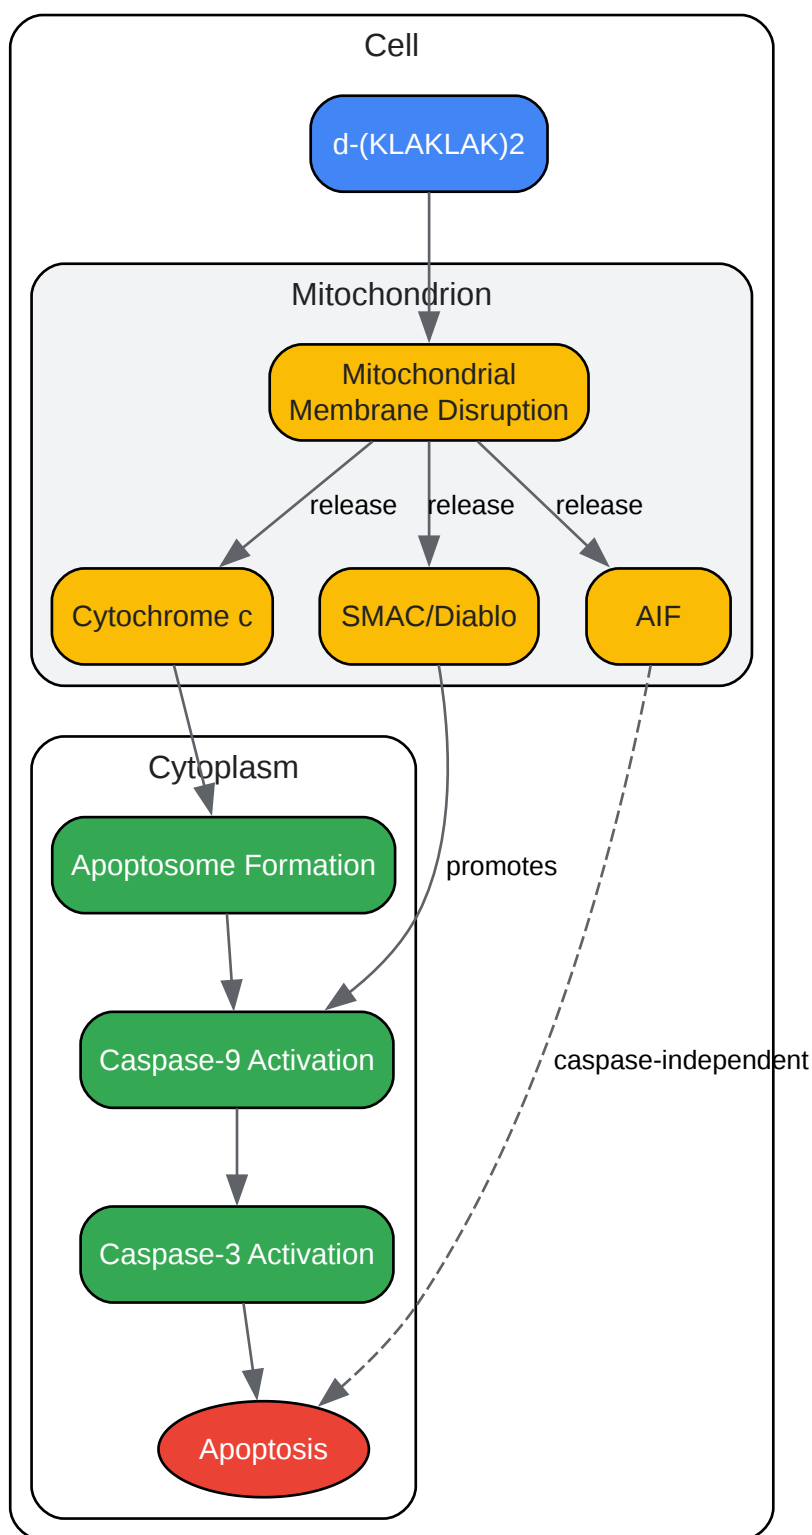 Cell
d-(KLAKLAK)2
Mitochondrion
Mitochondrial
Membrane Disruption
release
release
release
Cytochrome c
SMAC/Diablo
AIF
Cytoplasm
Apoptosome Formation
promotes
Caspase-9 Activation
caspase-independent
Caspase-3 Activation
Apoptosis